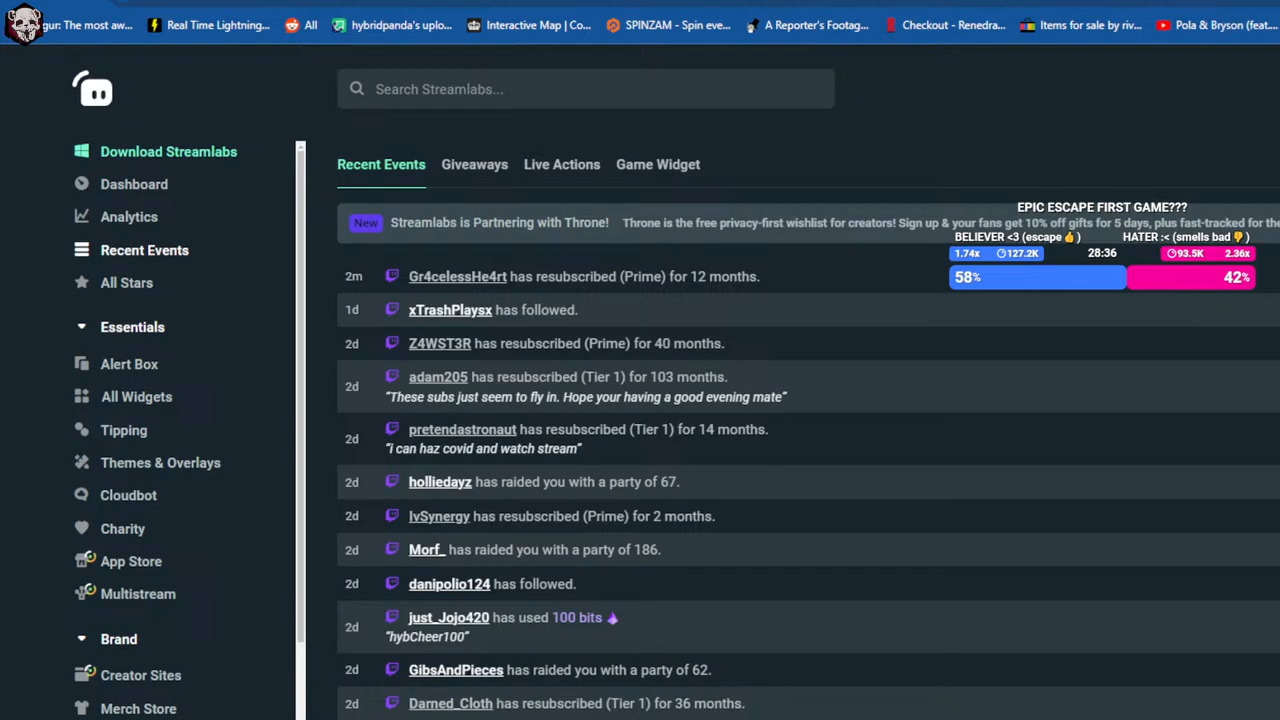 gur: The most aw...
Real Time Lightning...
All
hybridpanda's uplo...
Interactive Map | Co...
SPINZAM - Spin eve...
A Reporter's Footag...
Checkout - Renedra...
Items for sale by riv...
Pola & Bryson (feat...
Search Streamlabs...
Download Streamlabs
Dashboard
Analytics
Recent Events
All Stars
Essentials
Alert Box
All Widgets
Tipping
Themes & Overlays
Cloudbot
Charity
App Store
Multistream
Brand
Creator Sites
Merch Store
Recent Events
Giveaways
Live Actions
Game Widget
New Streamlabs is Partnering with Throne! Throne is the free privacy-first wishlist for creators! Sign up & your fans get 10% off gifts for 5 days, plus fast-tracked for the
EPIC ESCAPE FIRST GAME???
BELIEVER <3 (escape👍) HATER :< (smells bad👎)
1.74x 127.2K 28:36 93.5K 2.36x
58% 42%
2m Gr4celessHe4rt has resubscribed (Prime) for 12 months.
1d xTrashPlaysx has followed.
2d Z4WST3R has resubscribed (Prime) for 40 months.
2d adam205 has resubscribed (Tier 1) for 103 months.
“These subs just seem to fly in. Hope your having a good evening mate”
2d pretendastronaut has resubscribed (Tier 1) for 14 months.
“i can haz covid and watch stream”
2d holliedayz has raided you with a party of 67.
2d IvSynergy has resubscribed (Prime) for 2 months.
2d Morf_ has raided you with a party of 186.
2d danipolio124 has followed.
2d just_Jojo420 has used 100 bits
“hybCheer100”
2d GibsAndPieces has raided you with a party of 62.
2d Darned_Cloth has resubscribed (Tier 1) for 36 months.